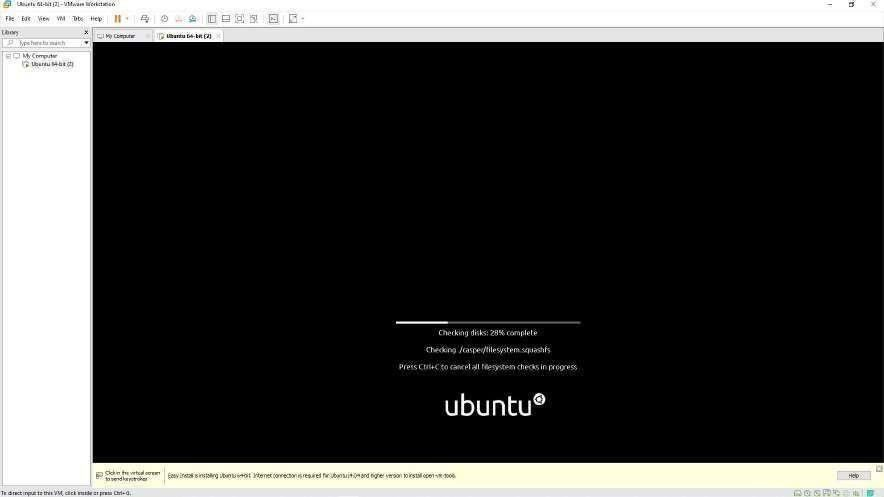 Ubuntu 64-bit (2) - VMware Workstation
File Edit View VM Tabs Help
Library
Type here to search
My Computer
Ubuntu 64-bit (2)
My Computer
Ubuntu 64-bit (2)
Checking disks: 28% complete
Checking ./casper/filesystem.squashfs
Press Ctrl+C to cancel all filesystem checks in progress
ubuntu
Click in the virtual screen
to send keystrokes
Easy Install is installing Ubuntu 64-bit. Internet connection is required for Ubuntu and higher version to install open-vm-tools.
Help
To direct input to this VM, click inside or press Ctrl+G.